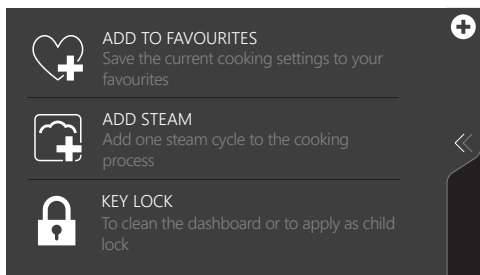 ADD TO FAVOURITES
Save the current cooking settings to your
favourites
ADD STEAM
Add one steam cycle to the cooking
process
KEY LOCK
To clean the dashboard or to apply as child
lock